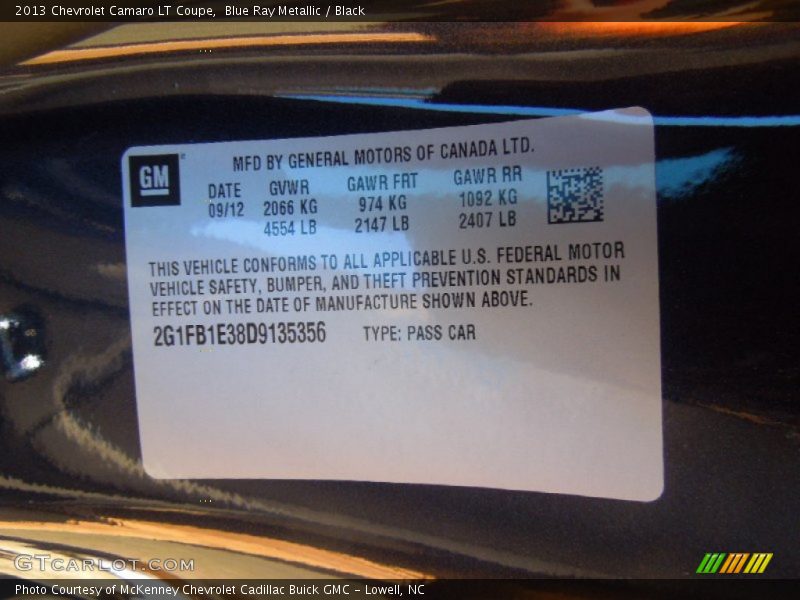 2013 Chevrolet Camaro LT Coupe,  Blue Ray Metallic / Black
GM
MFD BY GENERAL MOTORS OF CANADA LTD.
DATE GVWR GAWR FRT GAWR RR
09/12 2066 KG 974 KG 1092 KG
4554 LB 2147 LB 2407 LB
THIS VEHICLE CONFORMS TO ALL APPLICABLE U.S. FEDERAL MOTOR
VEHICLE SAFETY, BUMPER, AND THEFT PREVENTION STANDARDS IN
EFFECT ON THE DATE OF MANUFACTURE SHOWN ABOVE.
2G1FB1E38D9135356 TYPE: PASS CAR
GTCARLOT.COM
Photo Courtesy of McKenney Chevrolet Cadillac Buick GMC - Lowell, NC